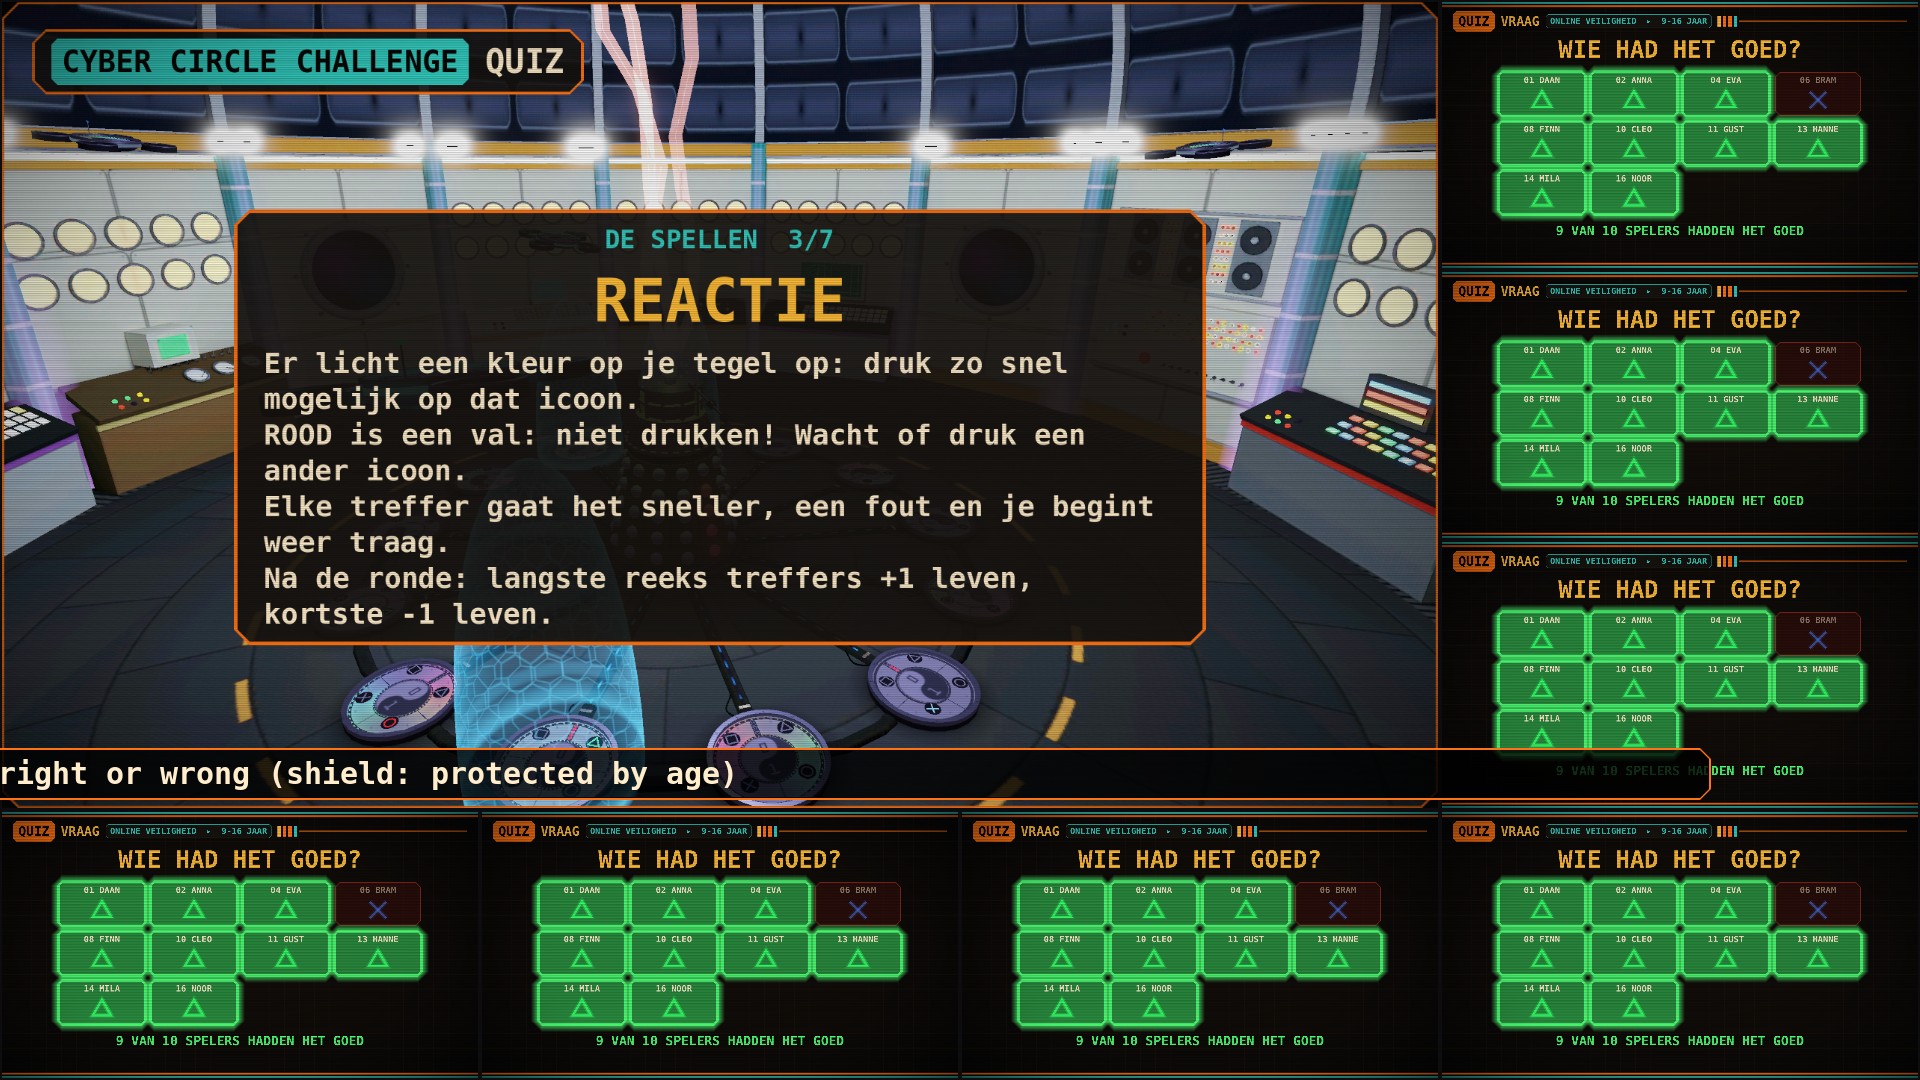 CYBER CIRCLE CHALLENGE QUIZ
DE SPELLEN 3/7
REACTIE
Er licht een kleur op je tegel op: druk zo snel
mogelijk op dat icoon.
ROOD is een val: niet drukken! Wacht of druk een
ander icoon.
Elke treffer gaat het sneller, een fout en je begint
weer traag.
Na de ronde: langste reeks treffers +1 leven,
kortste -1 leven.
right or wrong (shield: protected by age)
QUIZ VRAAG ONLINE VEILIGHEID ▸ 9-16 JAAR
WIE HAD HET GOED?
01 DAAN 02 ANNA 04 EVA 06 BRAM
08 FINN 10 CLEO 11 GUST 13 HANNE
14 MILA 16 NOOR
9 VAN 10 SPELERS HADDEN HET GOED
QUIZ VRAAG ONLINE VEILIGHEID ▸ 9-16 JAAR
WIE HAD HET GOED?
01 DAAN 02 ANNA 04 EVA 06 BRAM
08 FINN 10 CLEO 11 GUST 13 HANNE
14 MILA 16 NOOR
9 VAN 10 SPELERS HADDEN HET GOED
QUIZ VRAAG ONLINE VEILIGHEID ▸ 9-16 JAAR
WIE HAD HET GOED?
01 DAAN 02 ANNA 04 EVA 06 BRAM
08 FINN 10 CLEO 11 GUST 13 HANNE
14 MILA 16 NOOR
9 VAN 10 SPELERS HADDEN HET GOED
QUIZ VRAAG ONLINE VEILIGHEID ▸ 9-16 JAAR
WIE HAD HET GOED?
01 DAAN 02 ANNA 04 EVA 06 BRAM
08 FINN 10 CLEO 11 GUST 13 HANNE
14 MILA 16 NOOR
9 VAN 10 SPELERS HADDEN HET GOED
QUIZ VRAAG ONLINE VEILIGHEID ▸ 9-16 JAAR
WIE HAD HET GOED?
01 DAAN 02 ANNA 04 EVA 06 BRAM
08 FINN 10 CLEO 11 GUST 13 HANNE
14 MILA 16 NOOR
9 VAN 10 SPELERS HADDEN HET GOED
QUIZ VRAAG ONLINE VEILIGHEID ▸ 9-16 JAAR
WIE HAD HET GOED?
01 DAAN 02 ANNA 04 EVA 06 BRAM
08 FINN 10 CLEO 11 GUST 13 HANNE
14 MILA 16 NOOR
9 VAN 10 SPELERS HADDEN HET GOED
QUIZ VRAAG ONLINE VEILIGHEID ▸ 9-16 JAAR
WIE HAD HET GOED?
01 DAAN 02 ANNA 04 EVA 06 BRAM
08 FINN 10 CLEO 11 GUST 13 HANNE
14 MILA 16 NOOR
9 VAN 10 SPELERS HADDEN HET GOED